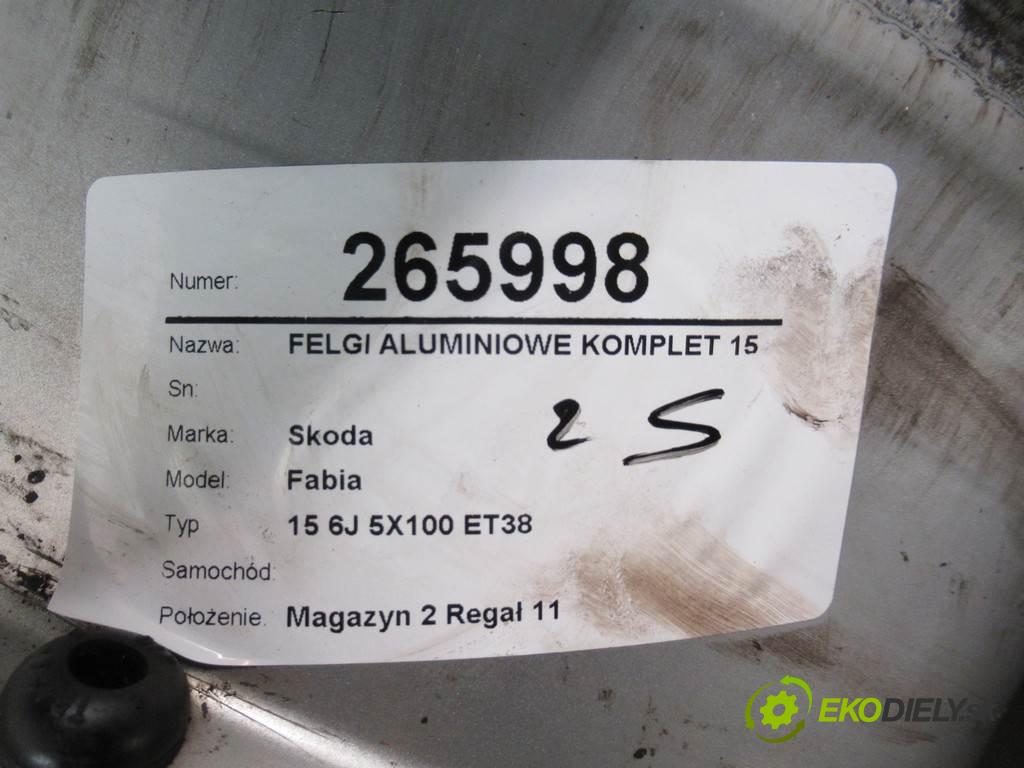 Numer: 265998
Nazwa: FELGI ALUMINIOWE KOMPLET 15
Sn:
2 S
Marka: Skoda
Model: Fabia
Typ 15 6J 5X100 ET38
Samochód:
Położenie. Magazyn 2 Regał 11
EKODIELY.sk